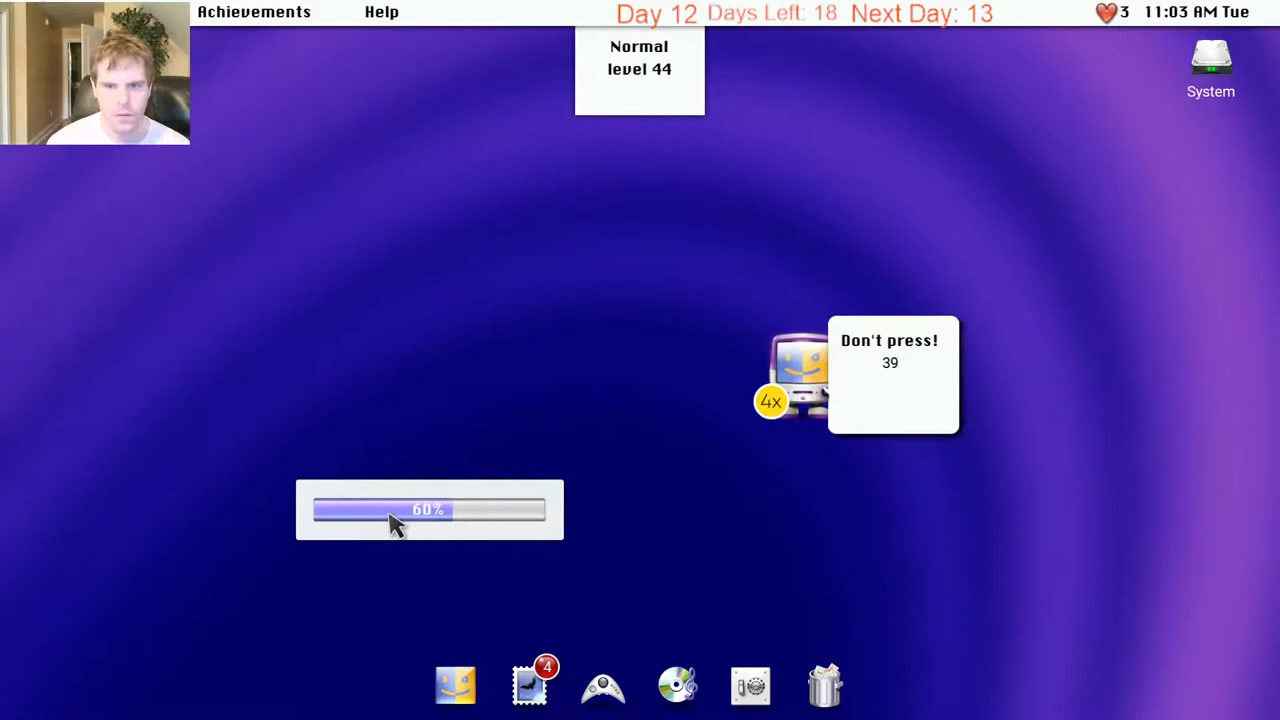 Achievements Help Day 12 Days Left: 18 Next Day: 13 3 11:03 AM Tue
Normal
level 44
System
Don't press!
39
4x
60%
4